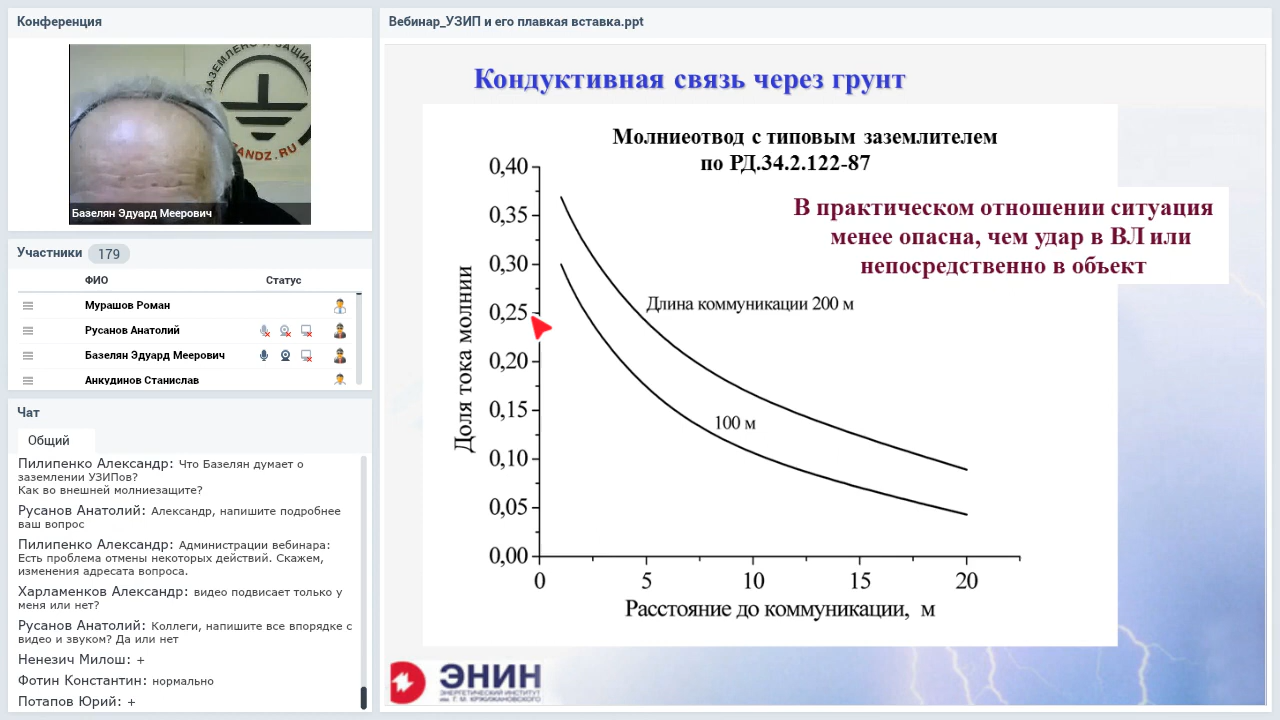 Конференция
ЗАЗЕМЛЕНО И ЗАЩИ
ANDZ.RU
Базелян Эдуард Меерович
Участники 179
ФИО Статус
Мурашов Роман
Русанов Анатолий
Базелян Эдуард Меерович
Анкудинов Станислав
Чат
Общий
Пилипенко Александр: Что Базелян думает о
заземлении УЗИПов?
Как во внешней молниезащите?
Русанов Анатолий: Александр, напишите подробнее
ваш вопрос
Пилипенко Александр: Администрации вебинара:
Есть проблема отмены некоторых действий. Скажем,
изменения адресата вопроса.
Харламенков Александр: видео подвисает только у
меня или нет?
Русанов Анатолий: Коллеги, напишите все впорядке с
видео и звуком? Да или нет
Ненезич Милош: +
Фотин Константин: нормально
Потапов Юрий: +
Вебинар_УЗИП и его плавкая вставка.ppt
Кондуктивная связь через грунт
Молниеотвод с типовым заземлителем
по РД.34.2.122-87
В практическом отношении ситуация
менее опасна, чем удар в ВЛ или
непосредственно в объект
Доля тока молнии
0,40
0,35
0,30
0,25
0,20
0,15
0,10
0,05
0,00
Длина коммуникации 200 м
100 м
0 5 10 15 20
Расстояние до коммуникации, м
ЭНИН
ЭНЕРГЕТИЧЕСКИЙ ИНСТИТУТ
им. Г. М. КРЖИЖАНОВСКОГО